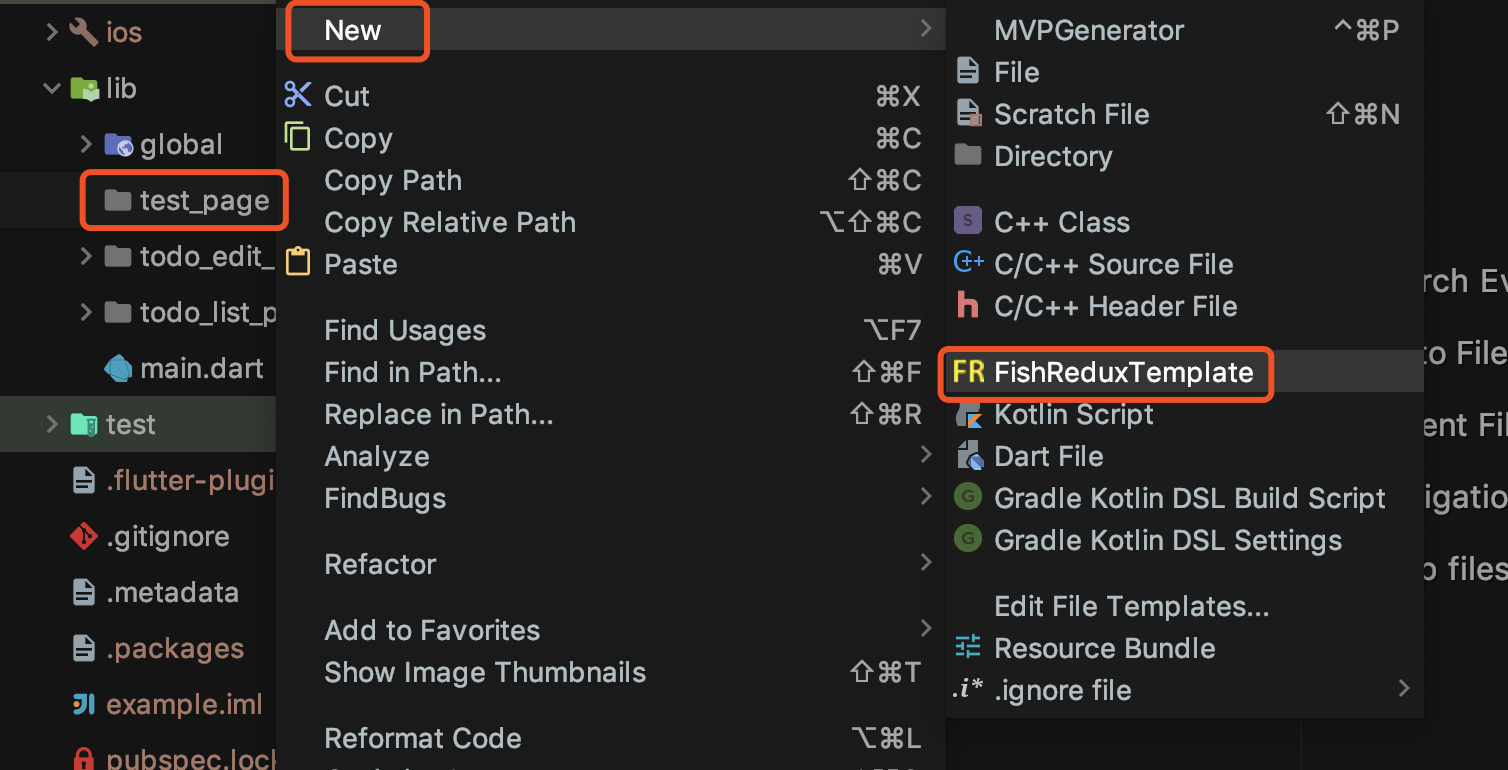 ios
lib
global
test_page
todo_edit_
todo_list_p
main.dart
test
.flutter-plugi
.gitignore
.metadata
.packages
example.iml
pubspec.lock
New
Cut ⌘X
Copy ⌘C
Copy Path ⇧⌘C
Copy Relative Path ⌥⇧⌘C
Paste ⌘V
Find Usages ⌥F7
Find in Path... ⇧⌘F
Replace in Path... ⇧⌘R
Analyze
FindBugs
Refactor
Add to Favorites
Show Image Thumbnails ⇧⌘T
Reformat Code ⌥⌘L
MVPGenerator ^⌘P
File
Scratch File ⇧⌘N
Directory
S C++ Class
C++ C/C++ Source File
h C/C++ Header File
FR FishReduxTemplate
Kotlin Script
Dart File
G Gradle Kotlin DSL Build Script
G Gradle Kotlin DSL Settings
Edit File Templates...
Resource Bundle
.i* .ignore file
rch Ev
to File
ent Fil
igatio
p files